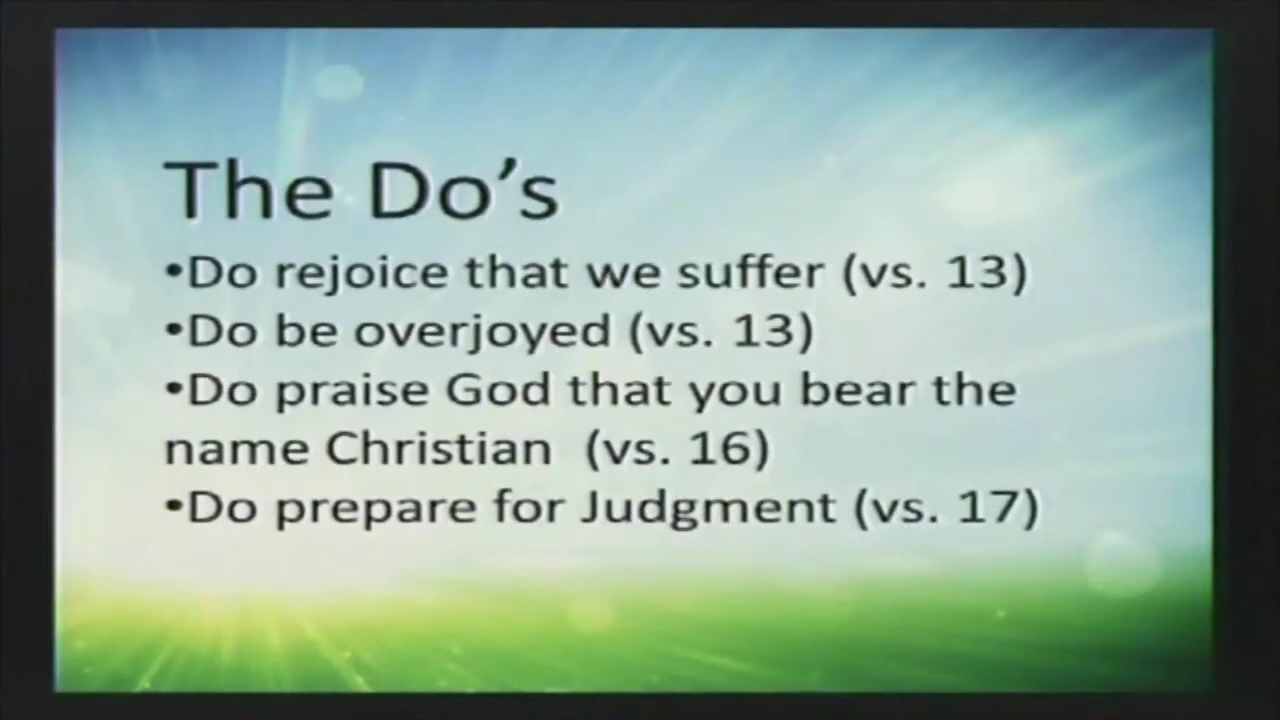 The Do’s
•Do rejoice that we suffer (vs. 13)
•Do be overjoyed (vs. 13)
•Do praise God that you bear the
name Christian  (vs. 16)
•Do prepare for Judgment (vs. 17)